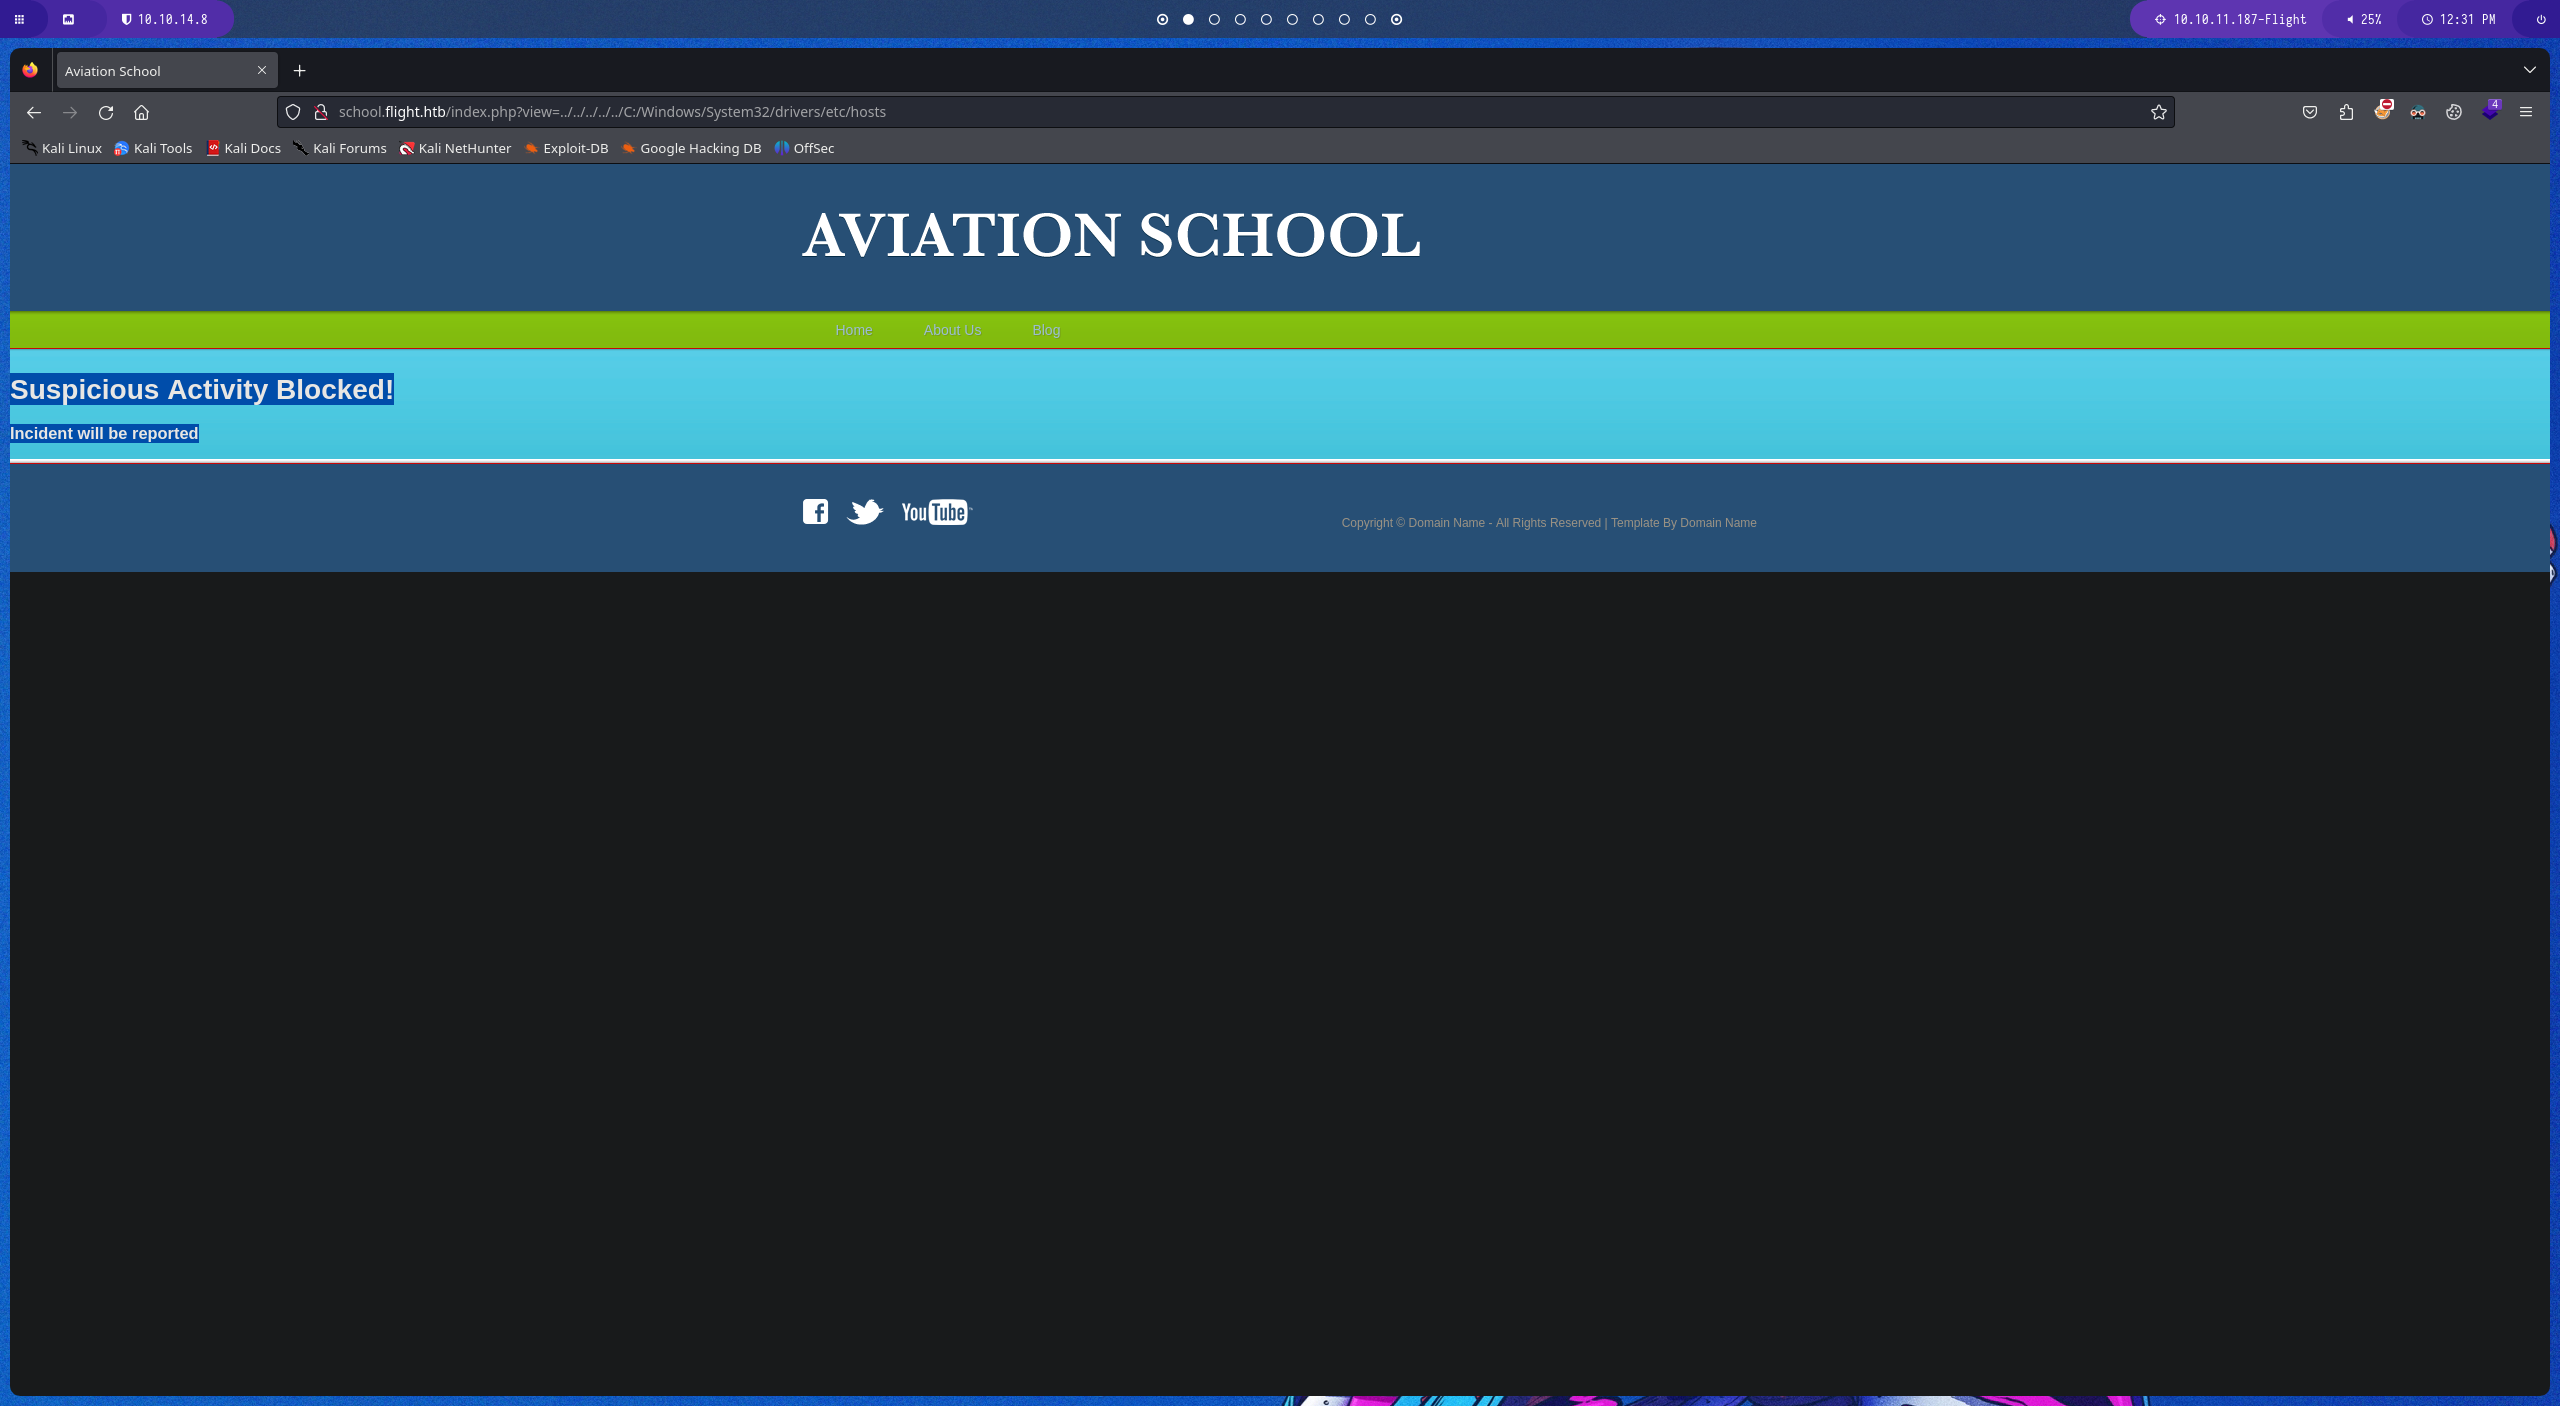 10.10.14.8
10.10.11.187-Flight
25%
12:31 PM
Aviation School
school.flight.htb/index.php?view=../../../../../C:/Windows/System32/drivers/etc/hosts
4
Kali Linux
Kali Tools
Kali Docs
Kali Forums
Kali NetHunter
Exploit-DB
Google Hacking DB
OffSec
AVIATION SCHOOL
Home
About Us
Blog
Suspicious Activity Blocked!
Incident will be reported
You Tube
Copyright © Domain Name - All Rights Reserved | Template By Domain Name